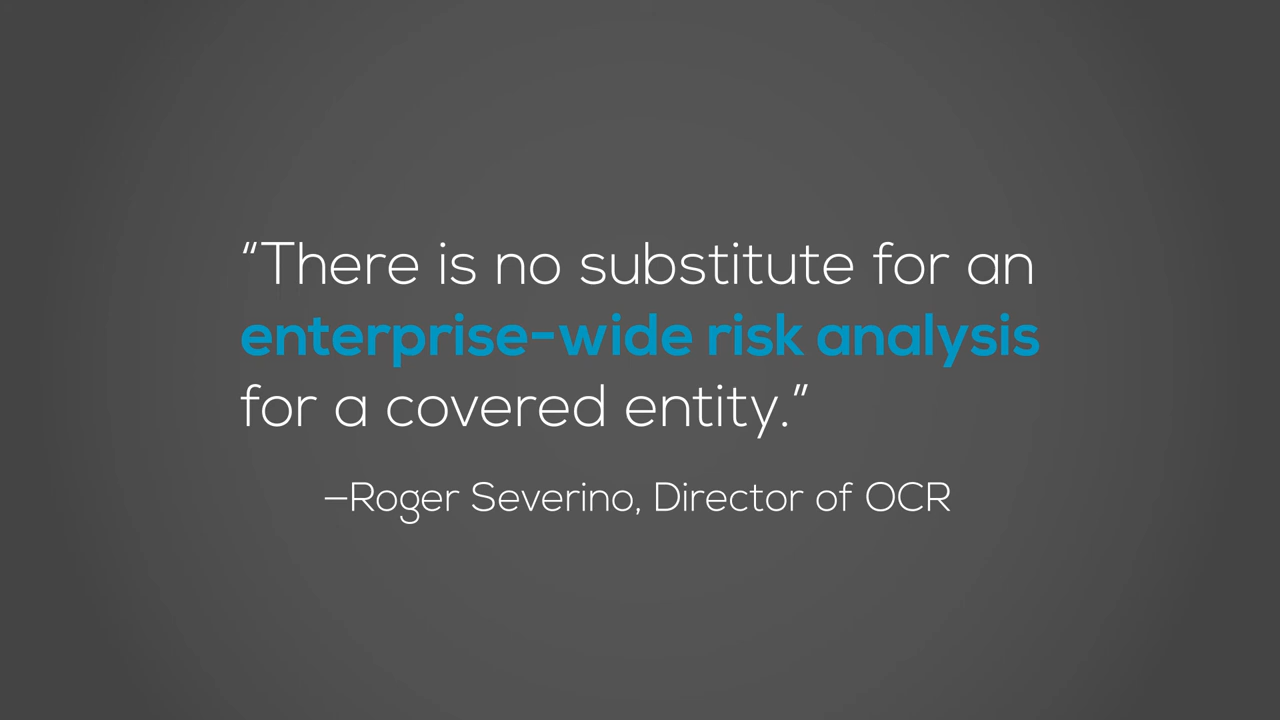 “There is no substitute for an
enterprise-wide risk analysis
for a covered entity.”
—Roger Severino, Director of OCR